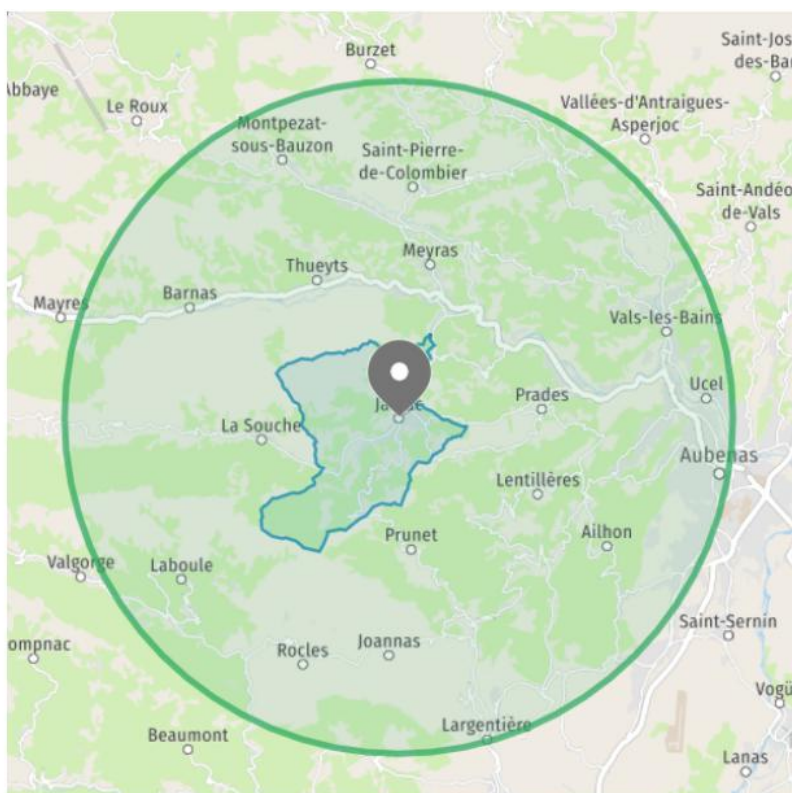 Burzet
Saint-Jos
des-Bar
Abbaye
Le Roux
Vallées-d'Antraigues-
Asperjoc
Montpezat-
sous-Bauzon
Saint-Pierre-
de-Colombier
Saint-Andéo
de-Vals
Meyras
Thueyts
Barnas
Mayres
Vals-les-Bains
Ucel
Prades
La Souche
Aubenas
Lentillères
Ailhon
Prunet
Valgorge
Laboule
Saint-Sernin
Joannas
Rocles
ompnac
Vogü
Largentière
Beaumont
Lanas